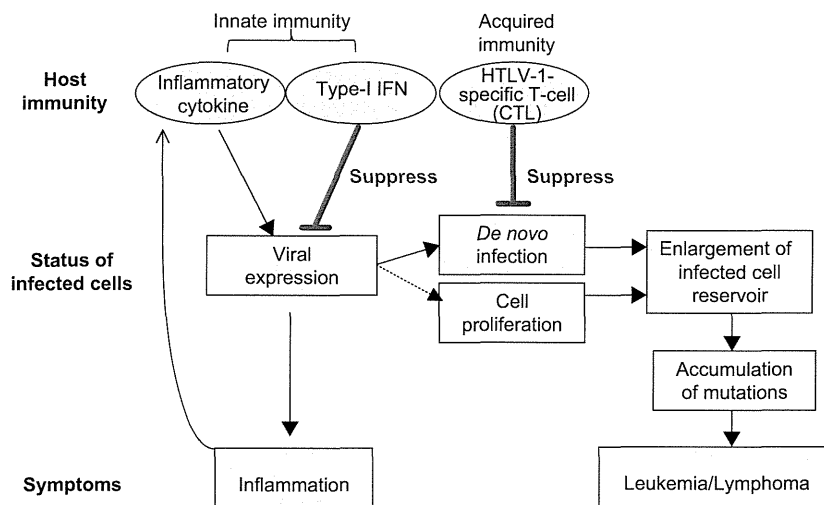 Innate immunity
Acquired
immunity
Host
immunity
Inflammatory
cytokine
Type-I IFN
HTLV-1-
specific T-cell
(CTL)
Suppress
Suppress
Status of
infected cells
Viral
expression
De novo
infection
Cell
proliferation
Enlargement of
infected cell
reservoir
Accumulation
of mutations
Symptoms
Inflammation
Leukemia/Lymphoma